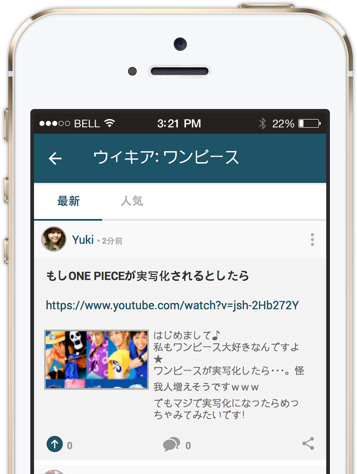 BELL 3:21 PM 22%
ウィキア: ワンピース
最新 人気
Yuki • 2分前
もしONE PIECEが実写化されるとしたら
https://www.youtube.com/watch?v=jsh-2Hb272Y
はじめまして♪
私もワンピース大好きなんですよ
★
ワンピースが実写化したら･･･。怪
我人増えそうですｗｗｗ
でもマジで実写化になったらめっ
ちゃみてみたいです!
0 0